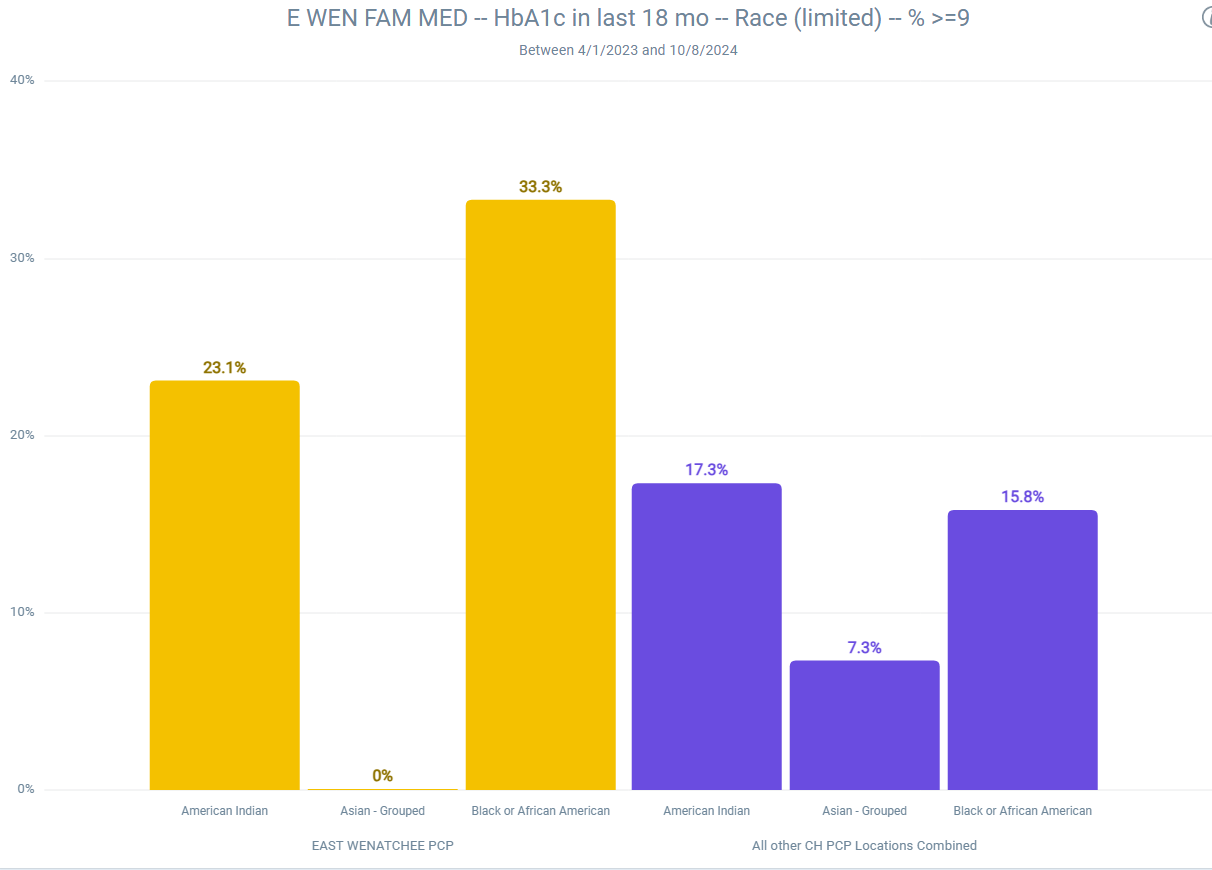 E WEN FAM MED -- HbA1c in last 18 mo -- Race (limited) -- % >=9
Between 4/1/2023 and 10/8/2024
40%
30%
20%
10%
0%
23.1%
0%
33.3%
17.3%
7.3%
15.8%
American Indian
Asian - Grouped
Black or African American
American Indian
Asian - Grouped
Black or African American
EAST WENATCHEE PCP
All other CH PCP Locations Combined